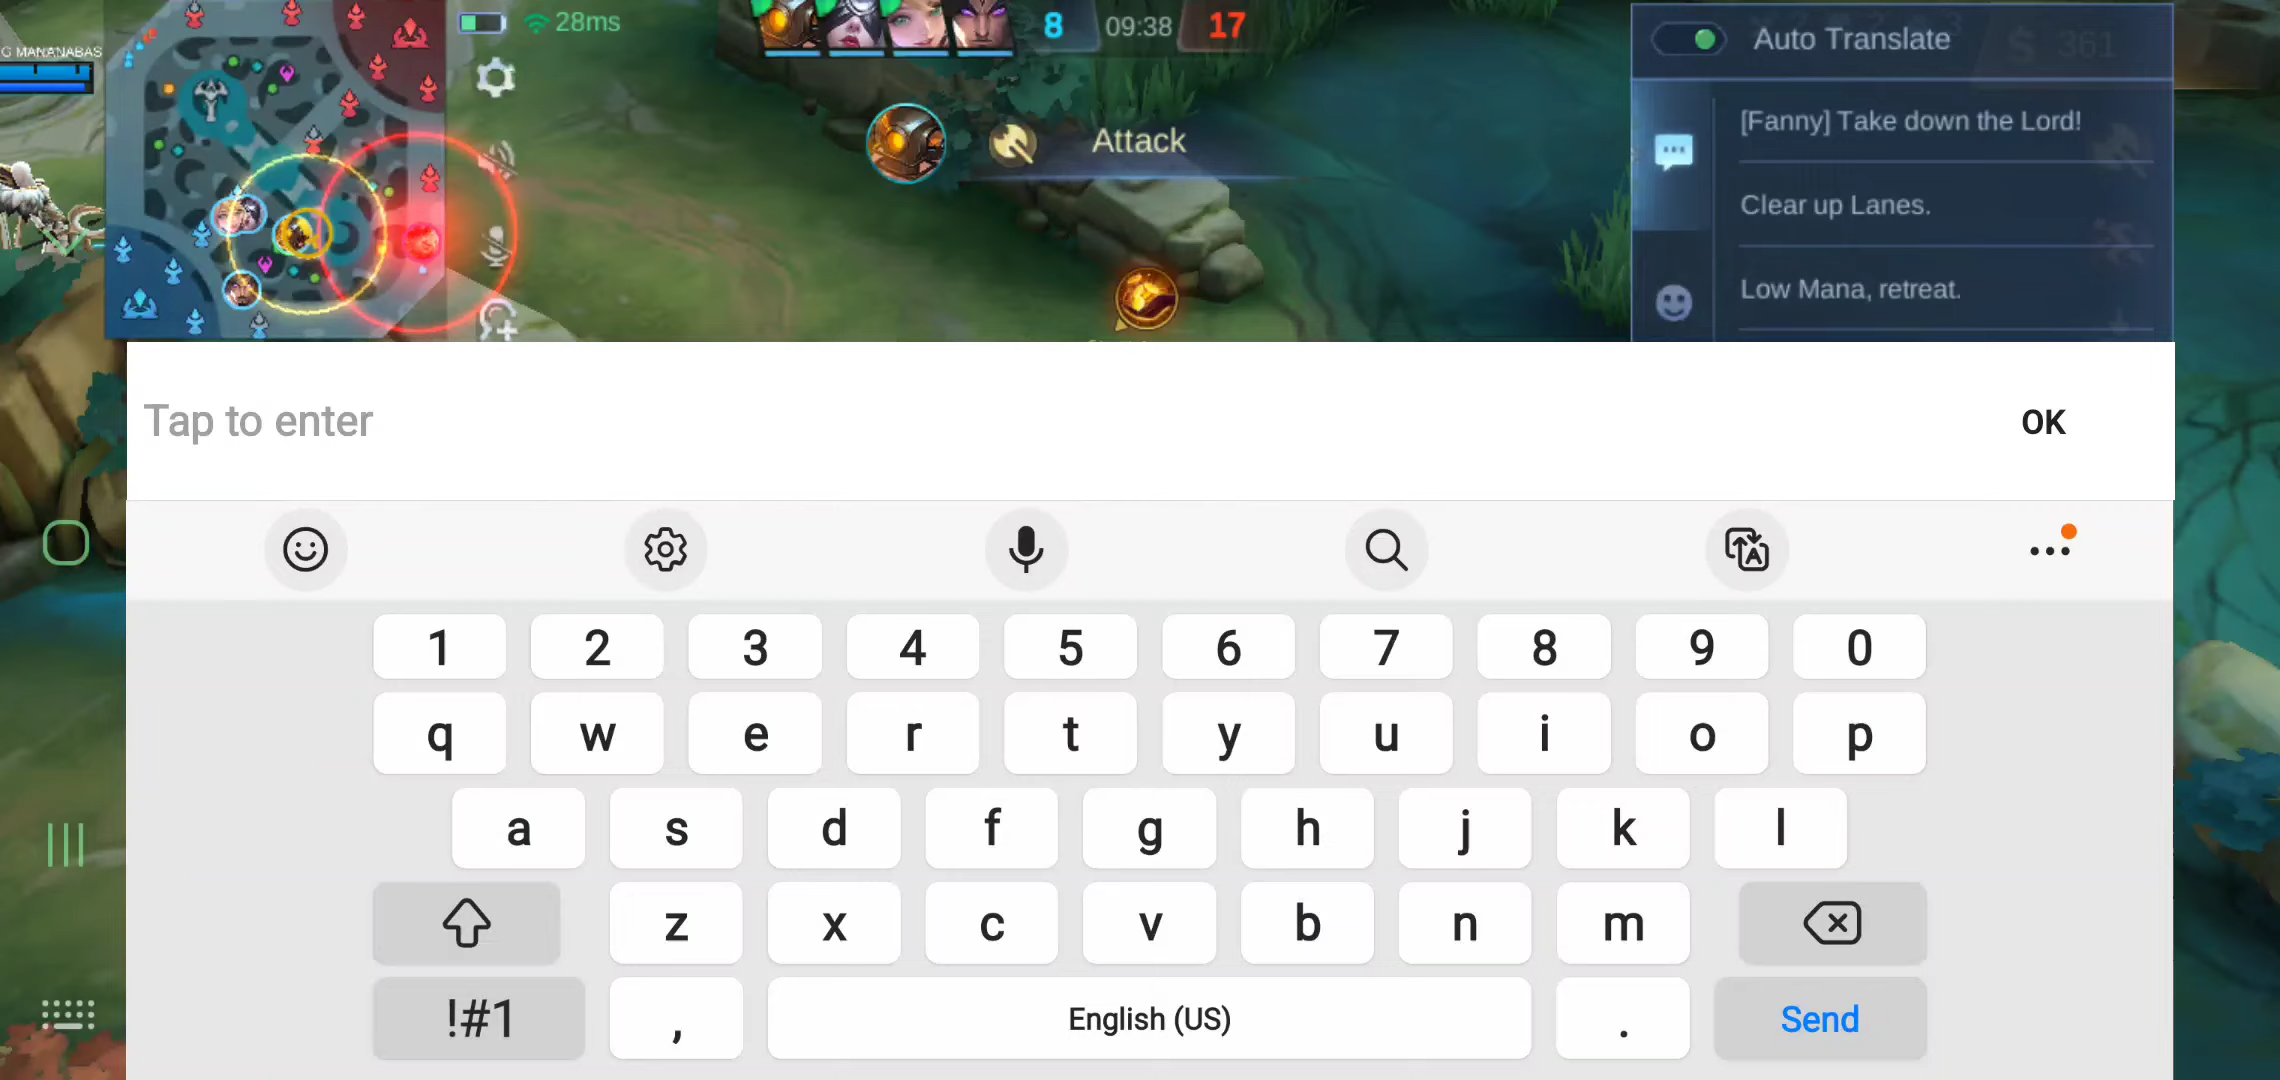 G MANANABAS
28ms
8 09:38 17
Auto Translate
361
Attack
[Fanny] Take down the Lord!
Clear up Lanes.
Low Mana, retreat.
Tap to enter
OK
1 2 3 4 5 6 7 8 9 0
q w e r t y u i o p
a s d f g h j k l
z x c v b n m
!#1 , English (US) . Send